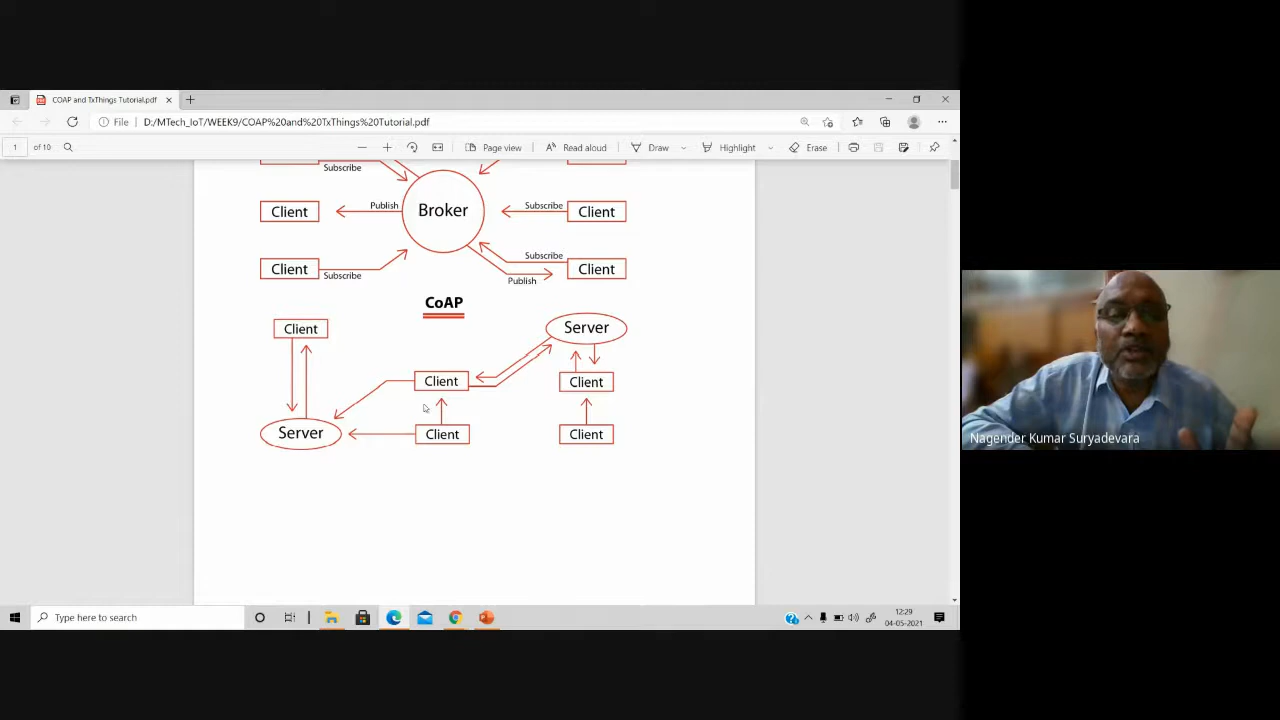 COAP and TxThings Tutorial.pdf
File D:/MTech_IoT/WEEK9/COAP%20and%20TxThings%20Tutorial.pdf
1 of 10 Page view Read aloud Draw Highlight Erase
Subscribe
Client Publish Broker Subscribe Client
Subscribe
Client Subscribe Client
Publish
CoAP
Client Server
Client Client
Server Client Client
Nagender Kumar Suryadevara
Type here to search
12:29
04-05-2021